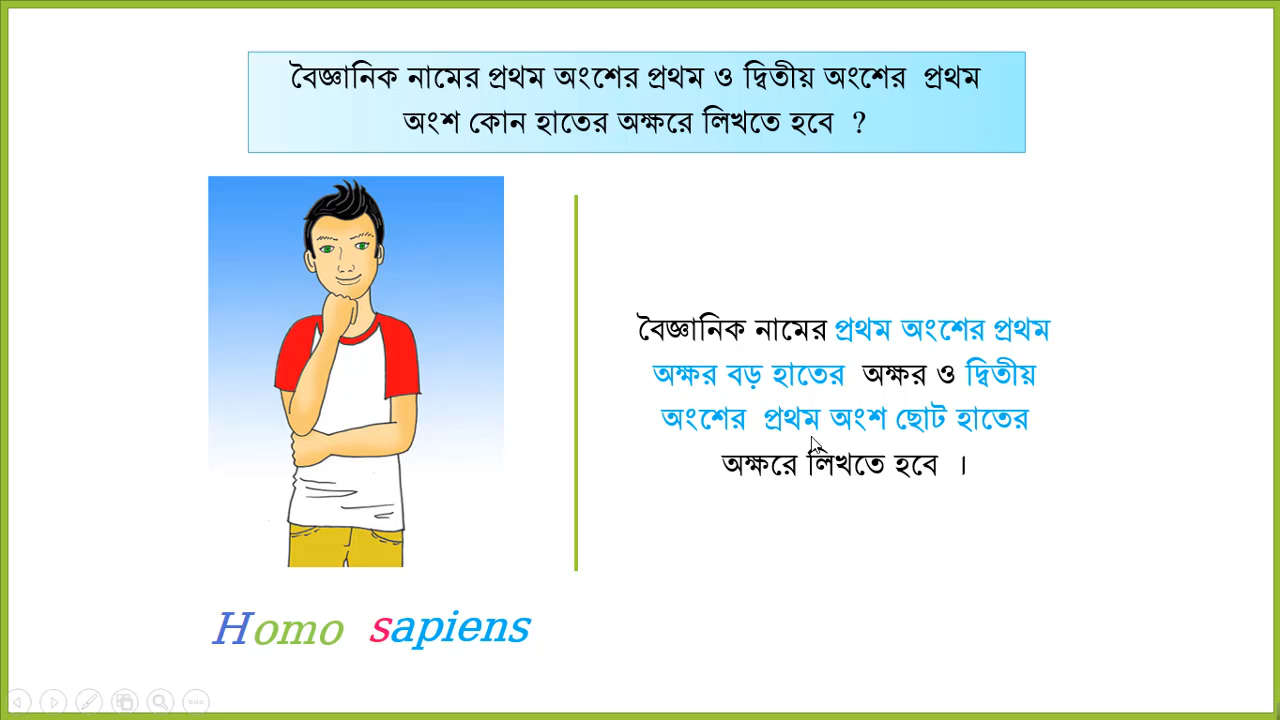 বৈজ্ঞানিক নামের প্রথম অংশের প্রথম ও দ্বিতীয় অংশের প্রথম
অংশ কোন হাতের অক্ষরে লিখতে হবে ?
বৈজ্ঞানিক নামের প্রথম অংশের প্রথম
অক্ষর বড় হাতের অক্ষর ও দ্বিতীয়
অংশের প্রথম অংশ ছোট হাতের
অক্ষরে লিখতে হবে ।
Homo sapiens